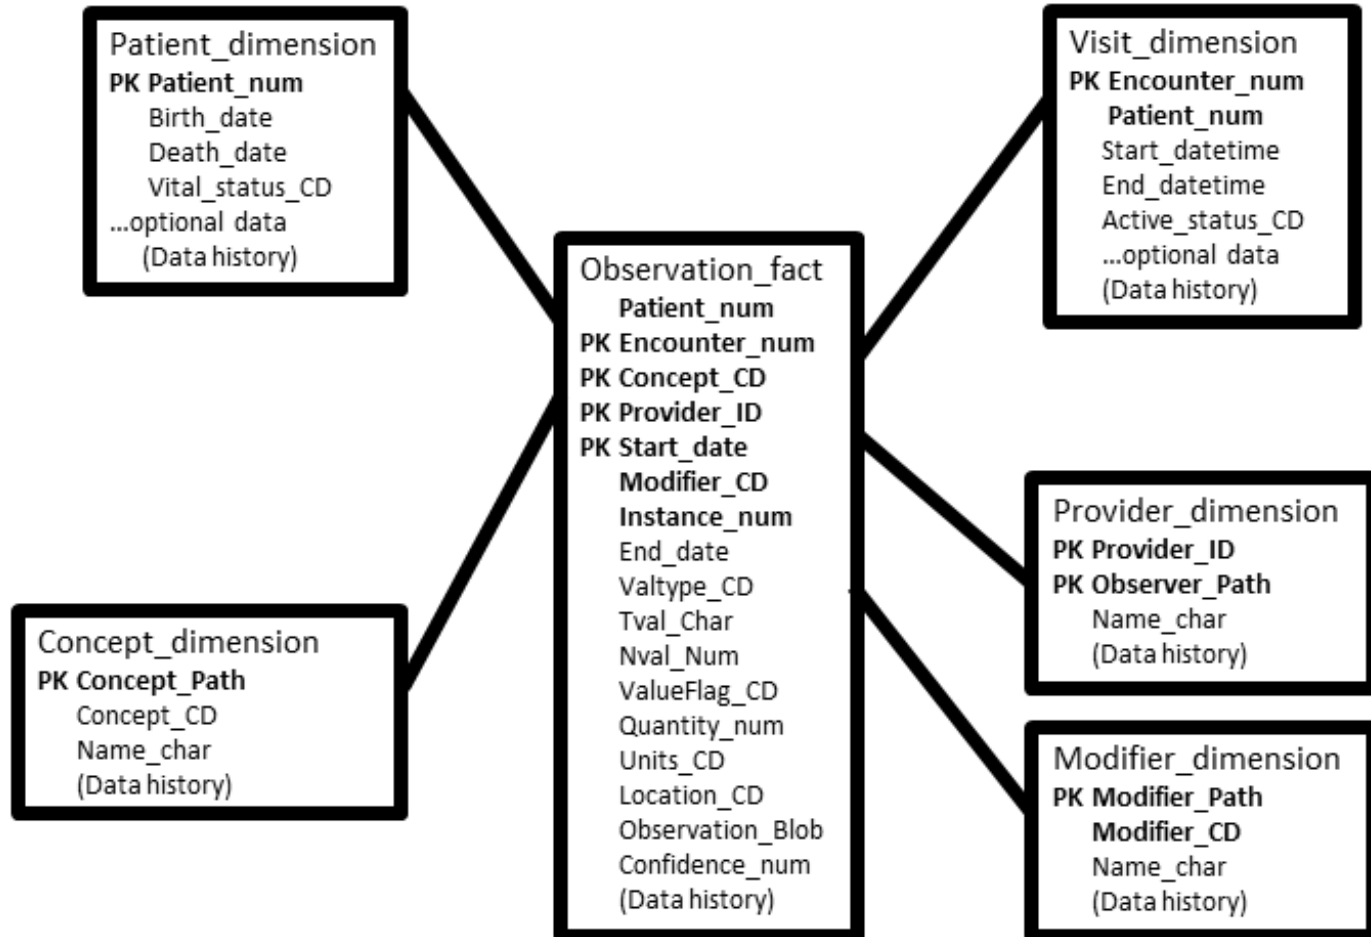 Patient_dimension
PK Patient_num
Birth_date
Death_date
Vital_status_CD
...optional data
(Data history)
Visit_dimension
PK Encounter_num
Patient_num
Start_datetime
End_datetime
Active_status_CD
...optional data
(Data history)
Observation_fact
Patient_num
PK Encounter_num
PK Concept_CD
PK Provider_ID
PK Start_date
Modifier_CD
Instance_num
End_date
Valtype_CD
Tval_Char
Nval_Num
ValueFlag_CD
Quantity_num
Units_CD
Location_CD
Observation_Blob
Confidence_num
(Data history)
Concept_dimension
PK Concept_Path
Concept_CD
Name_char
(Data history)
Provider_dimension
PK Provider_ID
PK Observer_Path
Name_char
(Data history)
Modifier_dimension
PK Modifier_Path
Modifier_CD
Name_char
(Data history)